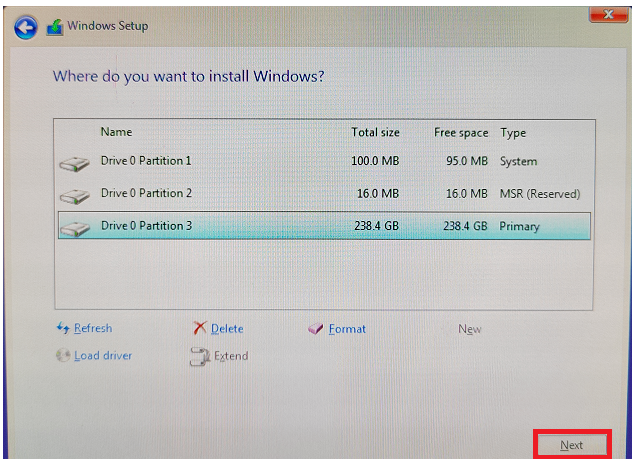 Windows Setup
Where do you want to install Windows?
Name Total size Free space Type
Drive 0 Partition 1 100.0 MB 95.0 MB System
Drive 0 Partition 2 16.0 MB 16.0 MB MSR (Reserved)
Drive 0 Partition 3 238.4 GB 238.4 GB Primary
Refresh Delete Format New
Load driver Extend
Next